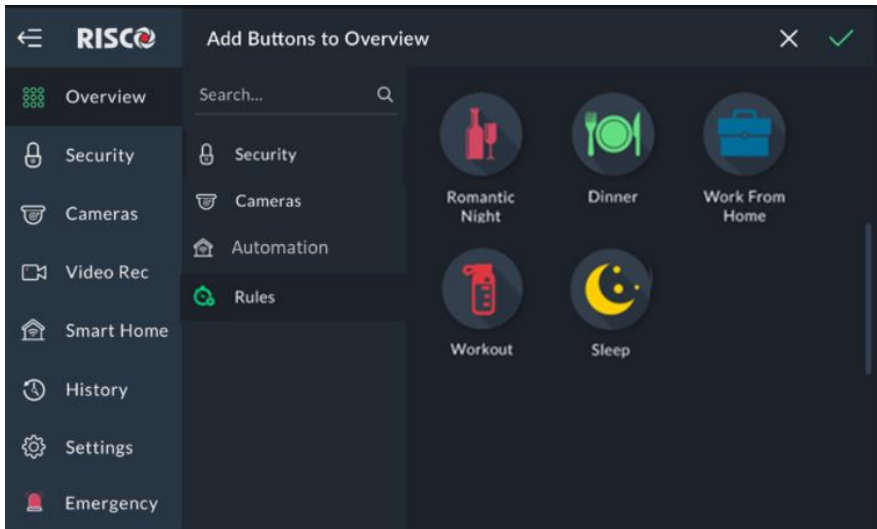 RISCO
Add Buttons to Overview
Overview
Security
Cameras
Video Rec
Smart Home
History
Settings
Emergency
Search...
Security
Cameras
Automation
Rules
Romantic
Night
Dinner
Work From
Home
Workout
Sleep